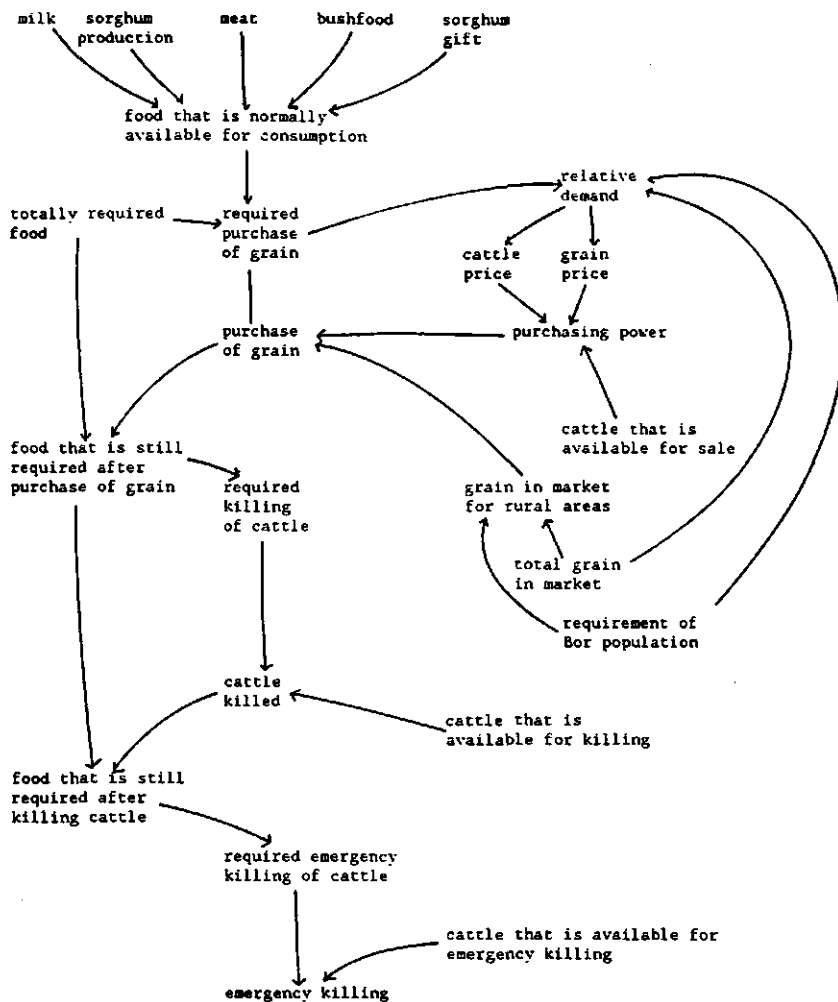 milk
sorghum
production
meat
bushfood
sorghum
gift
food that is normally
available for consumption
relative
demand
totally required
food
required
purchase
of grain
cattle
price
grain
price
purchase
of grain
purchasing power
cattle that is
available for sale
food that is still
required after
purchase of grain
required
killing
of cattle
grain in market
for rural areas
total grain
in market
requirement of
Bor population
cattle
killed
cattle that is
available for killing
food that is still
required after
killing cattle
required emergency
killing of cattle
cattle that is available for
emergency killing
emergency killing